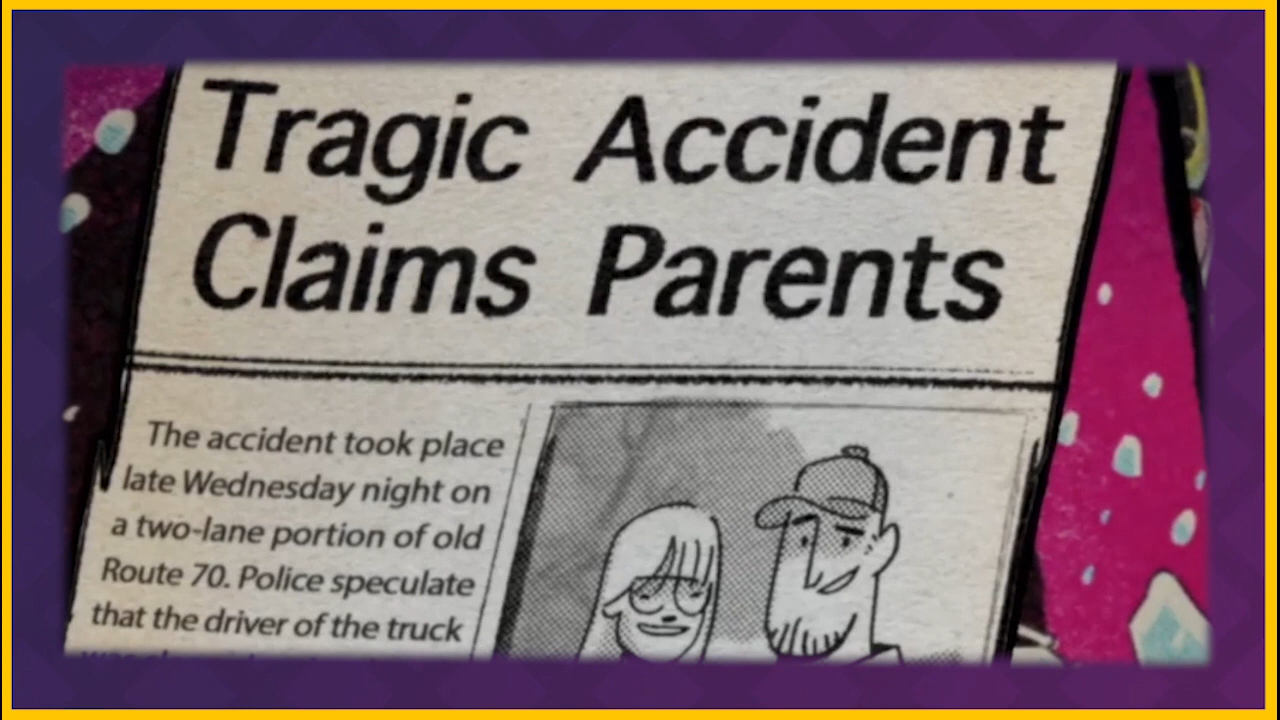 Tragic Accident
Claims Parents
The accident took place
late Wednesday night on
a two-lane portion of old
Route 70. Police speculate
that the driver of the truck